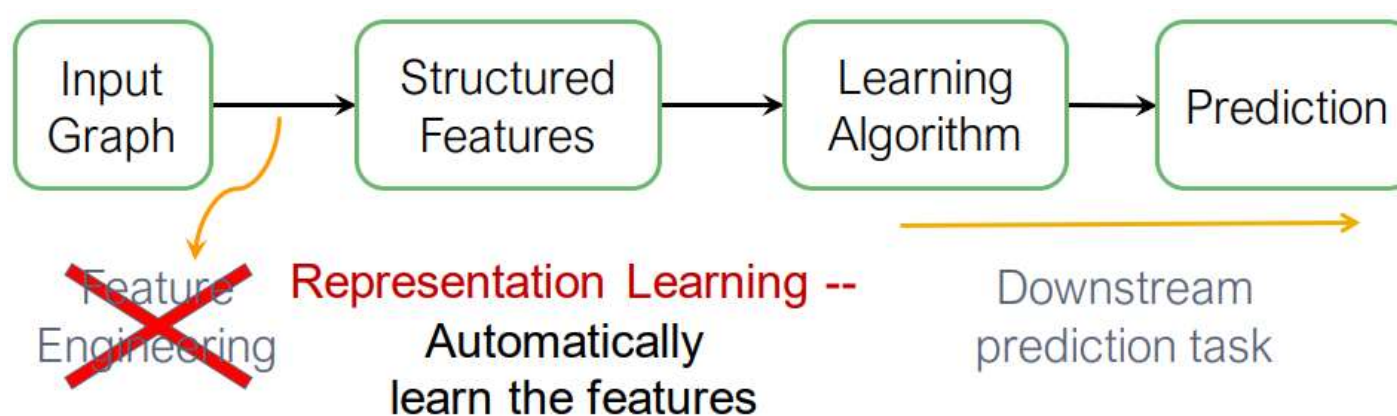 Input
Graph
Structured
Features
Learning
Algorithm
Prediction
Feature
Engineering
Representation Learning --
Automatically
learn the features
Downstream
prediction task